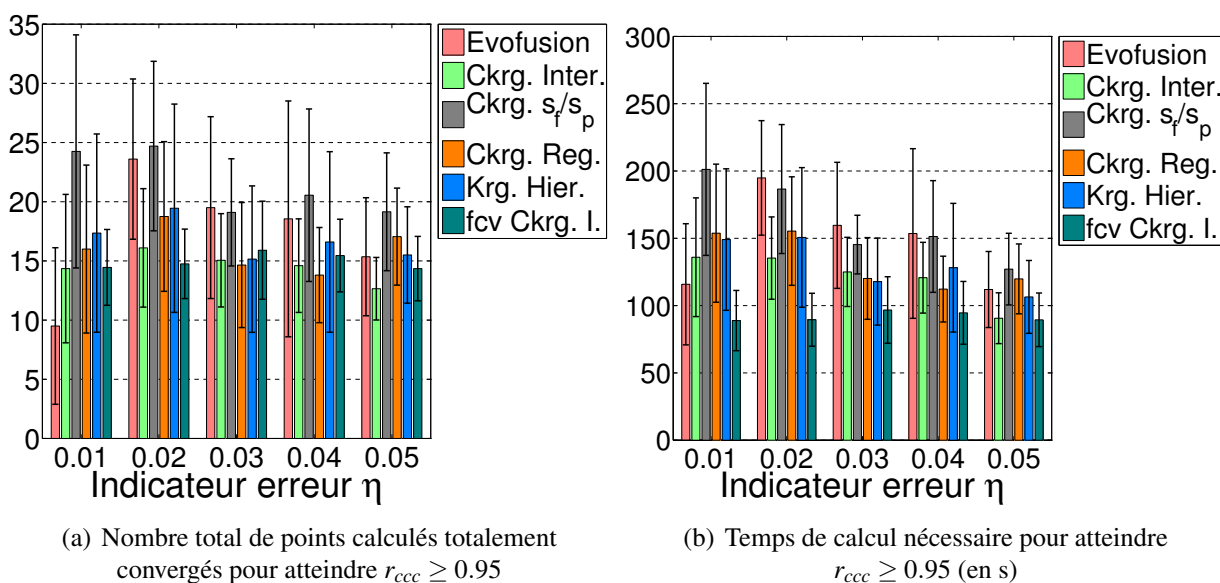 35
30
25
20
15
10
5
0
0.01 0.02 0.03 0.04 0.05
Indicateur erreur η
Evofusion
Ckrg. Inter.
Ckrg. s_f/s_p
Ckrg. Reg.
Krg. Hier.
fcv Ckrg. I.
(a) Nombre total de points calculés totalement
convergés pour atteindre r_ccc ≥ 0.95
300
250
200
150
100
50
0
0.01 0.02 0.03 0.04 0.05
Indicateur erreur η
Evofusion
Ckrg. Inter.
Ckrg. s_f/s_p
Ckrg. Reg.
Krg. Hier.
fcv Ckrg. I.
(b) Temps de calcul nécessaire pour atteindre
r_ccc ≥ 0.95 (en s)